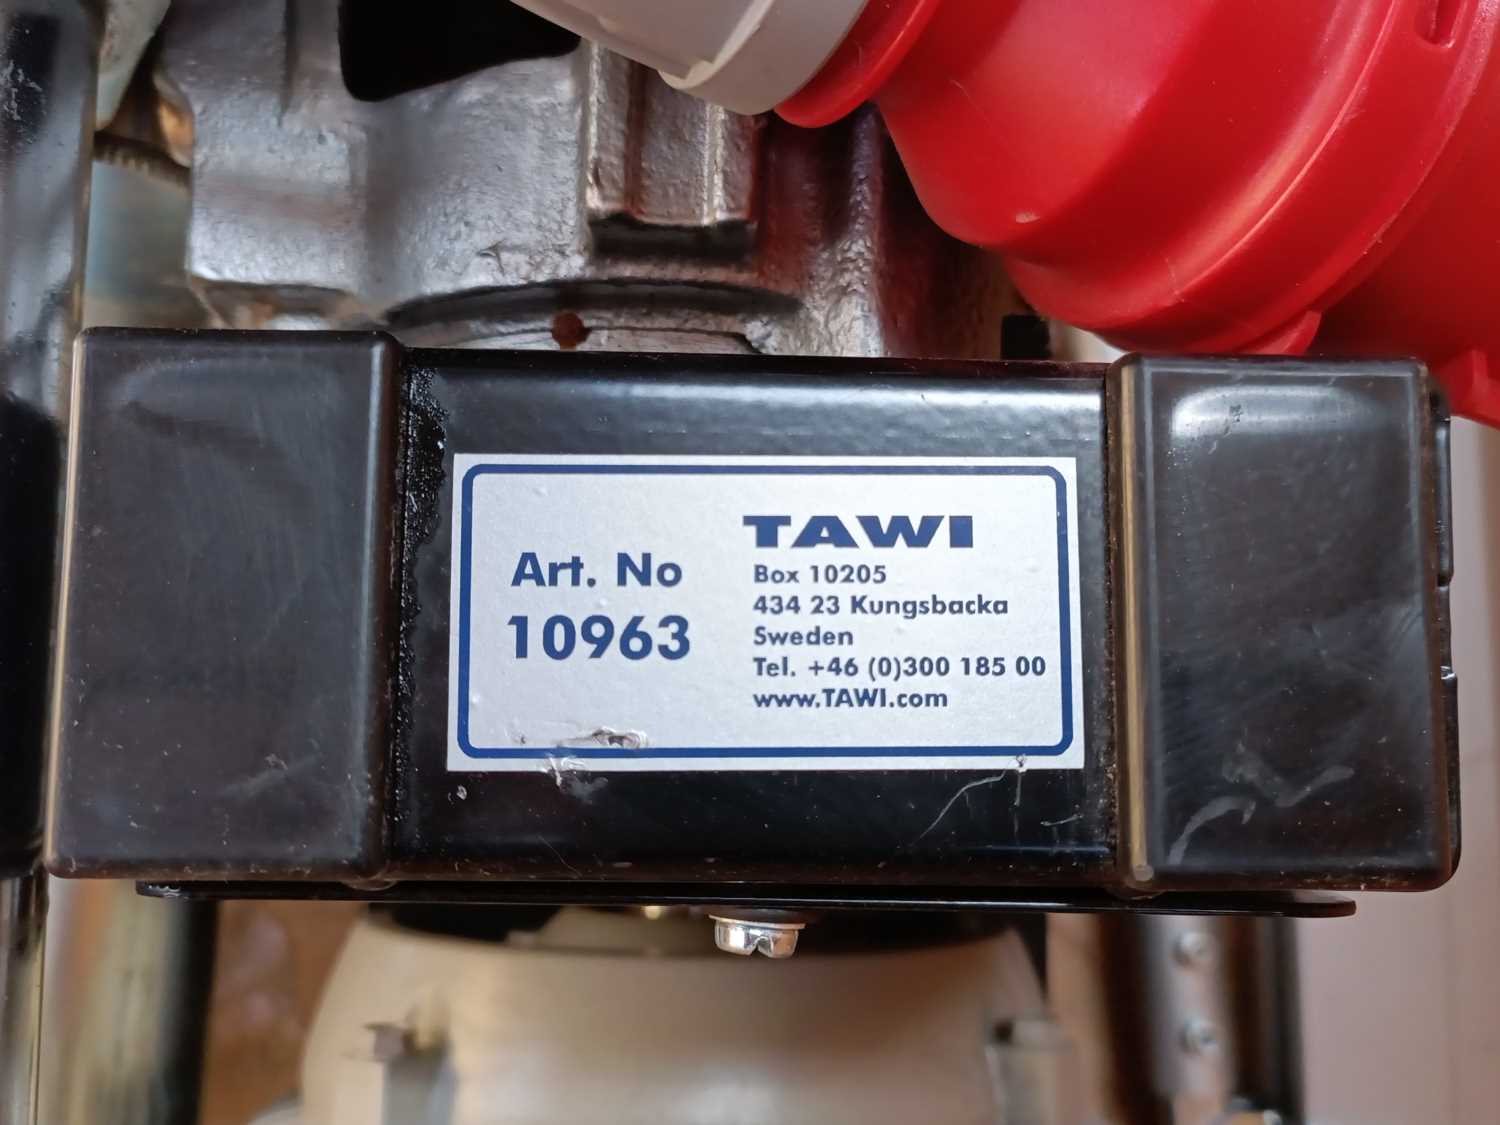 Art. No
10963
TAWI
Box 10205
434 23 Kungsbacka
Sweden
Tel. +46 (0)300 185 00
www.TAWI.com